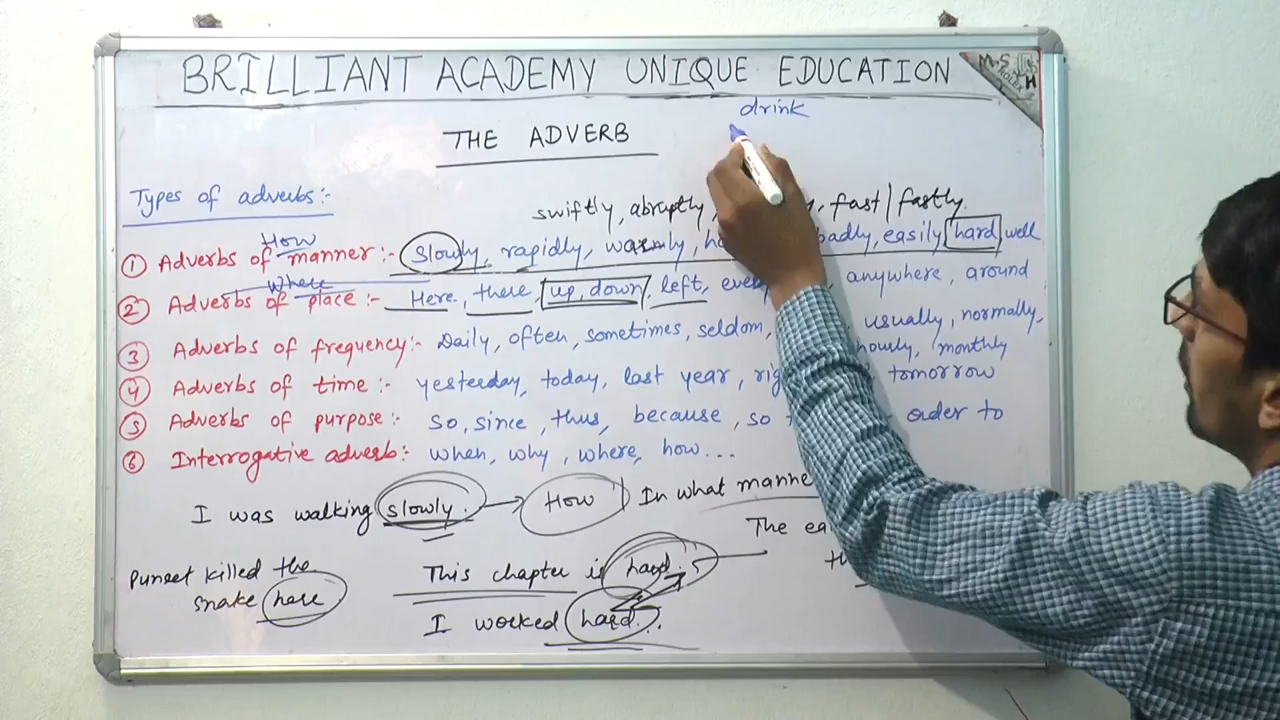 BRILLIANT ACADEMY UNIQUE EDUCATION
M.S
ROLEX
drink
THE ADVERB
Types of adverbs:-
swiftly, abruptly, fast / fastly.
How
① Adverbs of manner:- Slowly, rapidly, warmly, badly, easily, hard, well
Where
② Adverbs of place:- Here, there, up, down, left, anywhere, around
③ Adverbs of frequency:- Daily, often, sometimes, seldom, usually, normally,
hourly, monthly
④ Adverbs of time:- yesterday, today, last year, tomorrow
⑤ Adverbs of purpose:- so, since, thus, because, so order to
⑥ Interrogative adverb:- when, why, where, how...
I was walking slowly. → How / In what manne
The
Puneet killed the
snake here
This chapter is hard.
I worked hard.